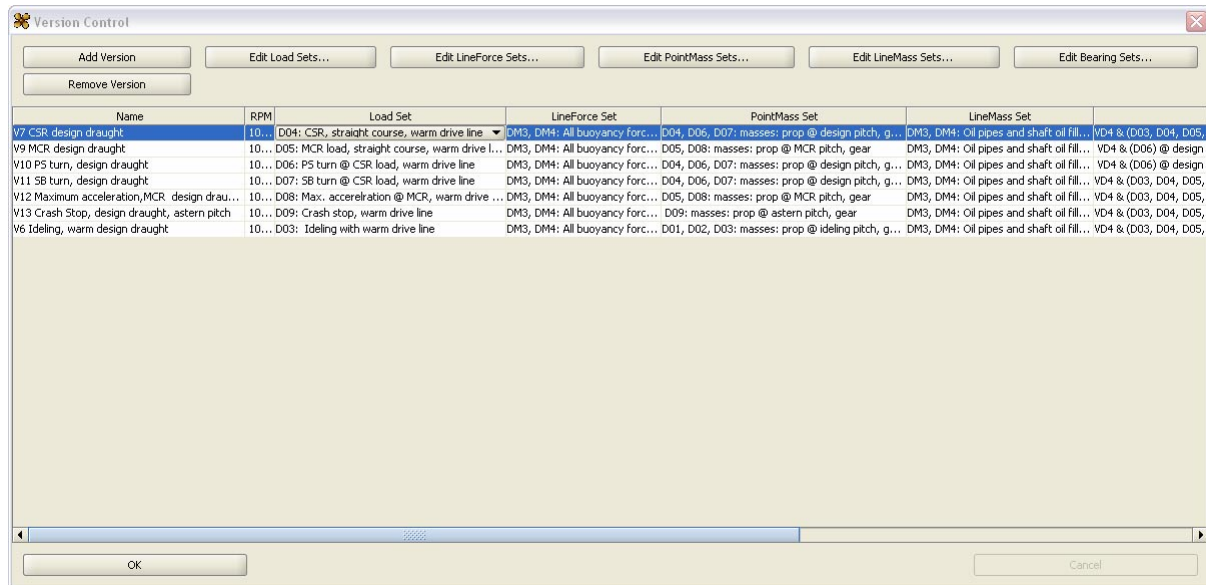 Version Control
Add Version Edit Load Sets... Edit LineForce Sets... Edit PointMass Sets... Edit LineMass Sets... Edit Bearing Sets...
Remove Version
Name RPM Load Set LineForce Set PointMass Set LineMass Set
V7 CSR design draught 10... D04: CSR, straight course, warm drive line DM3, DM4: All buoyancy forc... D04, D06, D07: masses: prop @ design pitch, g... DM3, DM4: Oil pipes and shaft oil fill... VD4 & (D03, D04, D05,
V9 MCR design draught 10... D05: MCR load, straight course, warm drive l... DM3, DM4: All buoyancy forc... D05, D08: masses: prop @ MCR pitch, gear DM3, DM4: Oil pipes and shaft oil fill... VD4 & (D06) @ design
V10 PS turn, design draught 10... D06: PS turn @ CSR load, warm drive line DM3, DM4: All buoyancy forc... D04, D06, D07: masses: prop @ design pitch, g... DM3, DM4: Oil pipes and shaft oil fill... VD4 & (D06) @ design
V11 SB turn, design draught 10... D07: SB turn @ CSR load, warm drive line DM3, DM4: All buoyancy forc... D04, D06, D07: masses: prop @ design pitch, g... DM3, DM4: Oil pipes and shaft oil fill... VD4 & (D03, D04, D05,
V12 Maximum acceleration,MCR design drau... 10... D08: Max. accerelration @ MCR, warm drive ... DM3, DM4: All buoyancy forc... D05, D08: masses: prop @ MCR pitch, gear DM3, DM4: Oil pipes and shaft oil fill... VD4 & (D03, D04, D05,
V13 Crash Stop, design draught, astern pitch 10... D09: Crash stop, warm drive line DM3, DM4: All buoyancy forc... D09: masses: prop @ astern pitch, gear DM3, DM4: Oil pipes and shaft oil fill... VD4 & (D03, D04, D05,
V6 Ideling, warm design draught 10... D03: Ideling with warm drive line DM3, DM4: All buoyancy forc... D01, D02, D03: masses: prop @ ideling pitch, g... DM3, DM4: Oil pipes and shaft oil fill... VD4 & (D03, D04, D05,
OK Cancel